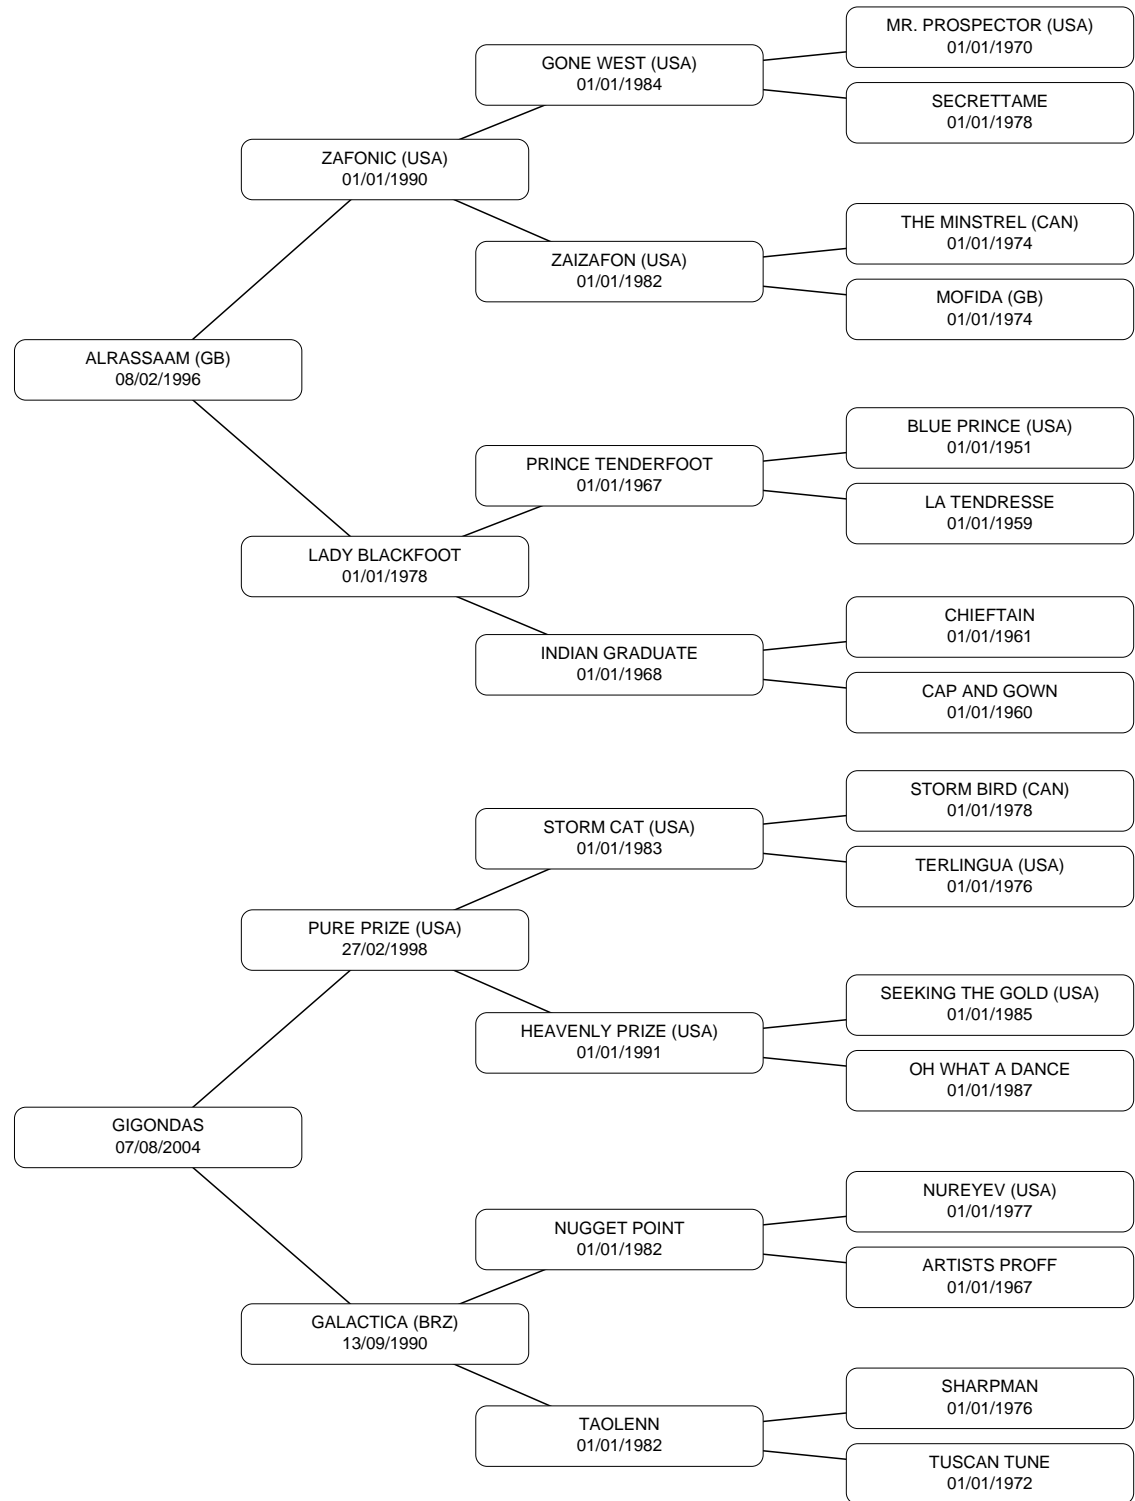 MR. PROSPECTOR (USA)
01/01/1970
GONE WEST (USA)
01/01/1984
SECRETTAME
01/01/1978
ZAFONIC (USA)
01/01/1990
THE MINSTREL (CAN)
01/01/1974
ZAIZAFON (USA)
01/01/1982
MOFIDA (GB)
01/01/1974
ALRASSAAM (GB)
08/02/1996
BLUE PRINCE (USA)
01/01/1951
PRINCE TENDERFOOT
01/01/1967
LA TENDRESSE
01/01/1959
LADY BLACKFOOT
01/01/1978
CHIEFTAIN
01/01/1961
INDIAN GRADUATE
01/01/1968
CAP AND GOWN
01/01/1960
STORM BIRD (CAN)
01/01/1978
STORM CAT (USA)
01/01/1983
TERLINGUA (USA)
01/01/1976
PURE PRIZE (USA)
27/02/1998
SEEKING THE GOLD (USA)
01/01/1985
HEAVENLY PRIZE (USA)
01/01/1991
OH WHAT A DANCE
01/01/1987
GIGONDAS
07/08/2004
NUREYEV (USA)
01/01/1977
NUGGET POINT
01/01/1982
ARTISTS PROFF
01/01/1967
GALACTICA (BRZ)
13/09/1990
SHARPMAN
01/01/1976
TAOLENN
01/01/1982
TUSCAN TUNE
01/01/1972